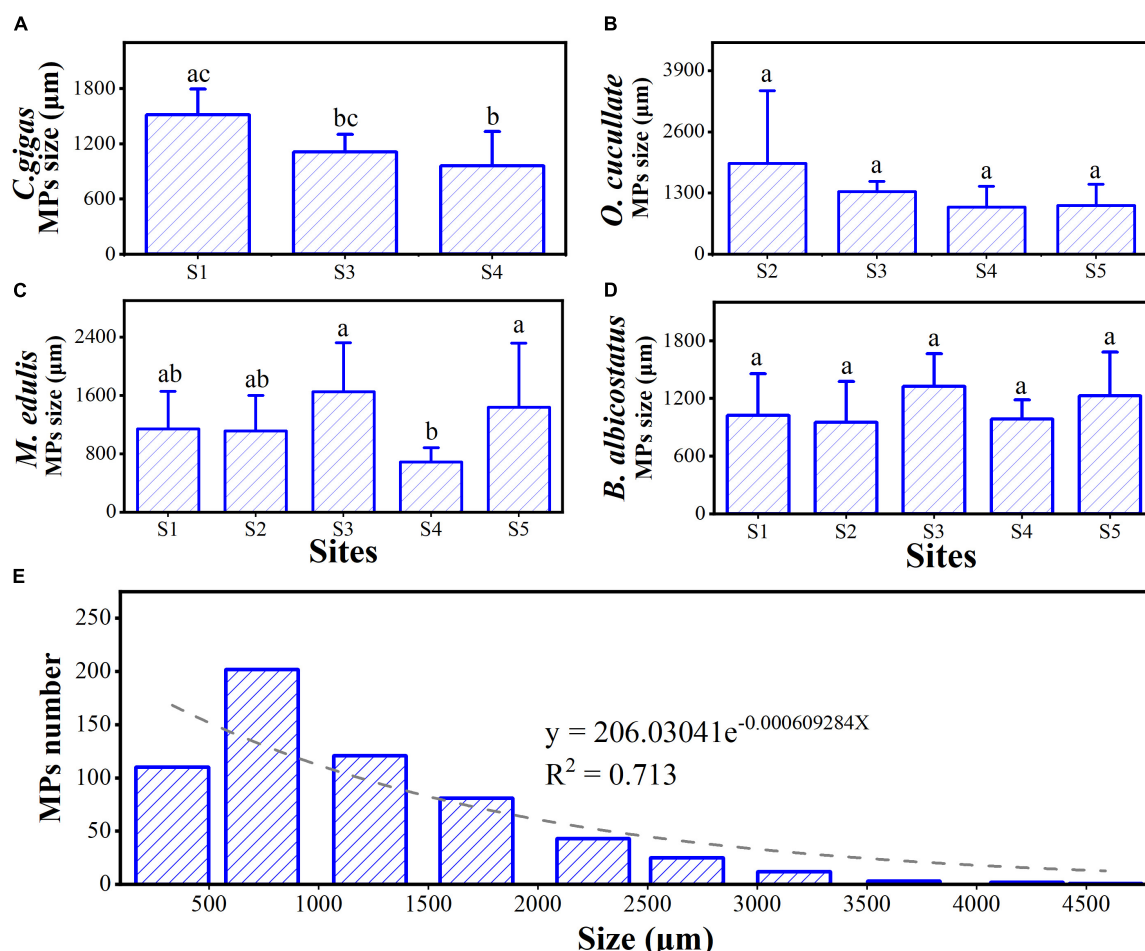 A
C.gigas
MPs size (μm)
1800
1200
600
0
ac
bc
b
S1 S3 S4
B
O. cucullate
MPs size (μm)
3900
2600
1300
0
a
a
a
a
S2 S3 S4 S5
C
M. edulis
MPs size (μm)
2400
1600
800
0
ab
ab
a
b
a
S1 S2 S3 S4 S5
Sites
D
B. albicostatus
MPs size (μm)
1800
1200
600
0
a
a
a
a
a
S1 S2 S3 S4 S5
Sites
E
MPs number
250
200
150
100
50
0
y = 206.03041e^-0.000609284X
R² = 0.713
500 1000 1500 2000 2500 3000 3500 4000 4500
Size (μm)